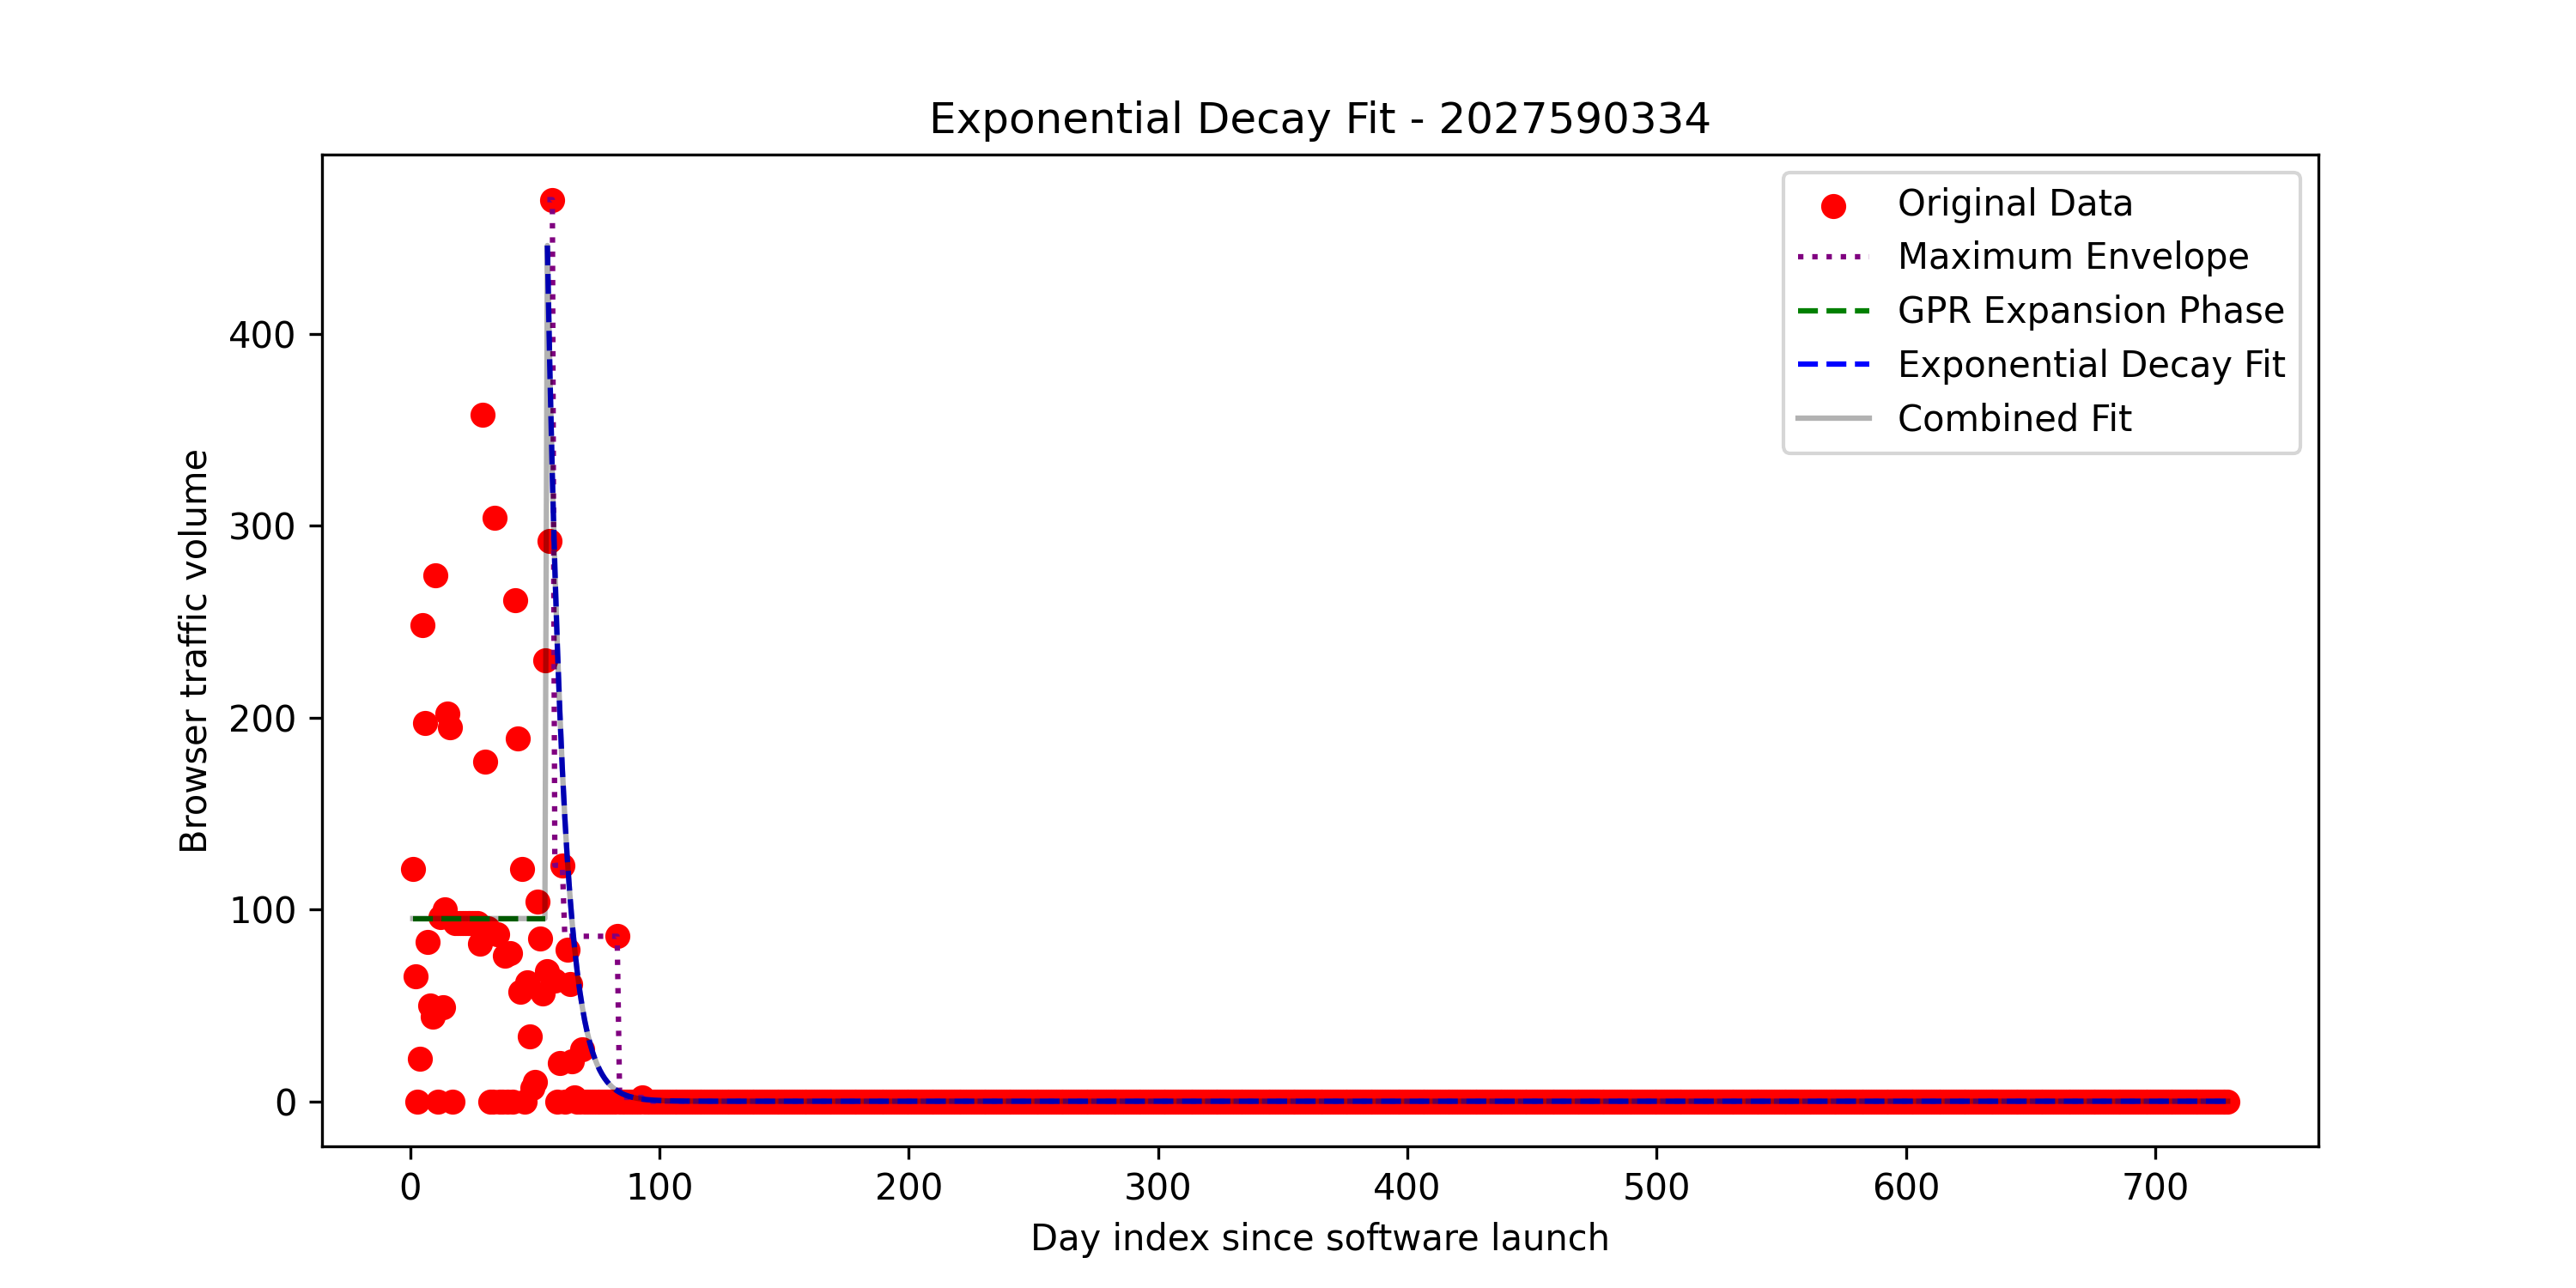 Exponential Decay Fit - 2027590334
Original Data
Maximum Envelope
GPR Expansion Phase
Exponential Decay Fit
Combined Fit
Browser traffic volume
400
300
200
100
0
0 100 200 300 400 500 600 700
Day index since software launch